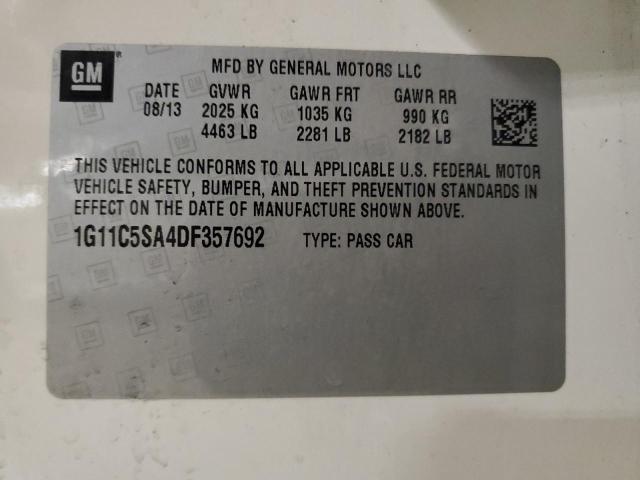 GM MFD BY GENERAL MOTORS LLC
DATE GVWR GAWR FRT GAWR RR
08/13 2025 KG 1035 KG 990 KG
4463 LB 2281 LB 2182 LB
THIS VEHICLE CONFORMS TO ALL APPLICABLE U.S. FEDERAL MOTOR
VEHICLE SAFETY, BUMPER, AND THEFT PREVENTION STANDARDS IN
EFFECT ON THE DATE OF MANUFACTURE SHOWN ABOVE.
1G11C5SA4DF357692 TYPE: PASS CAR